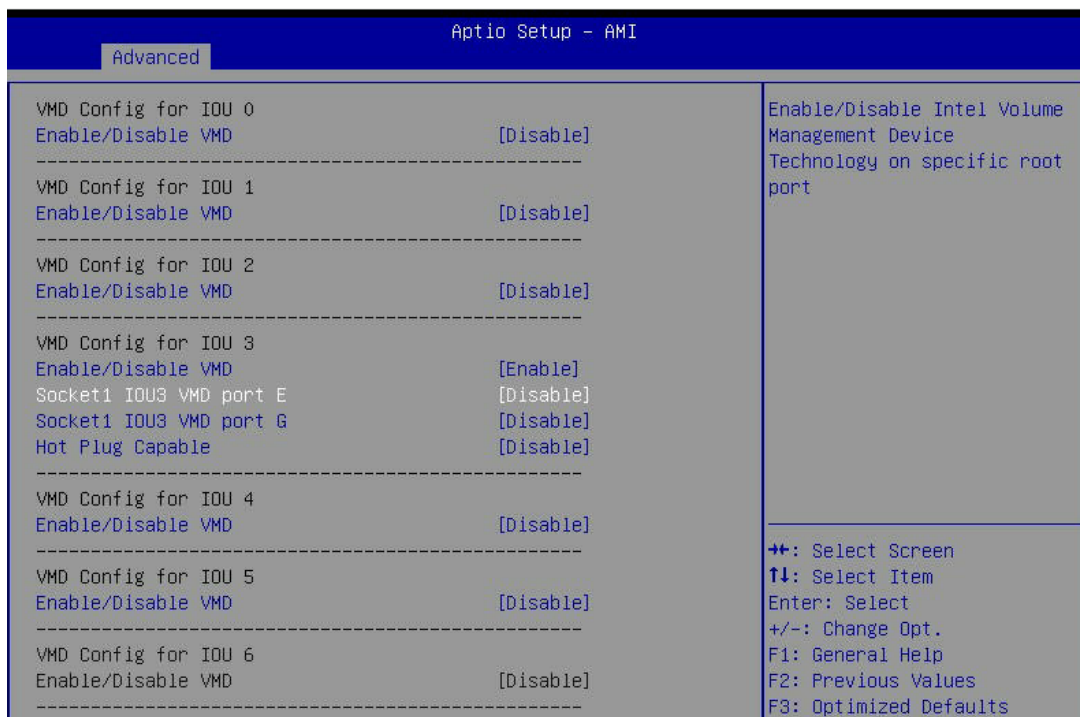 Aptio Setup - AMI
Advanced
VMD Config for IOU 0
Enable/Disable VMD [Disable]
----------------------------------------------------
VMD Config for IOU 1
Enable/Disable VMD [Disable]
----------------------------------------------------
VMD Config for IOU 2
Enable/Disable VMD [Disable]
----------------------------------------------------
VMD Config for IOU 3
Enable/Disable VMD [Enable]
Socket1 IOU3 VMD port E [Disable]
Socket1 IOU3 VMD port G [Disable]
Hot Plug Capable [Disable]
----------------------------------------------------
VMD Config for IOU 4
Enable/Disable VMD [Disable]
----------------------------------------------------
VMD Config for IOU 5
Enable/Disable VMD [Disable]
----------------------------------------------------
VMD Config for IOU 6
Enable/Disable VMD [Disable]
----------------------------------------------------
Enable/Disable Intel Volume
Management Device
Technology on specific root
port
→←: Select Screen
↑↓: Select Item
Enter: Select
+/-: Change Opt.
F1: General Help
F2: Previous Values
F3: Optimized Defaults